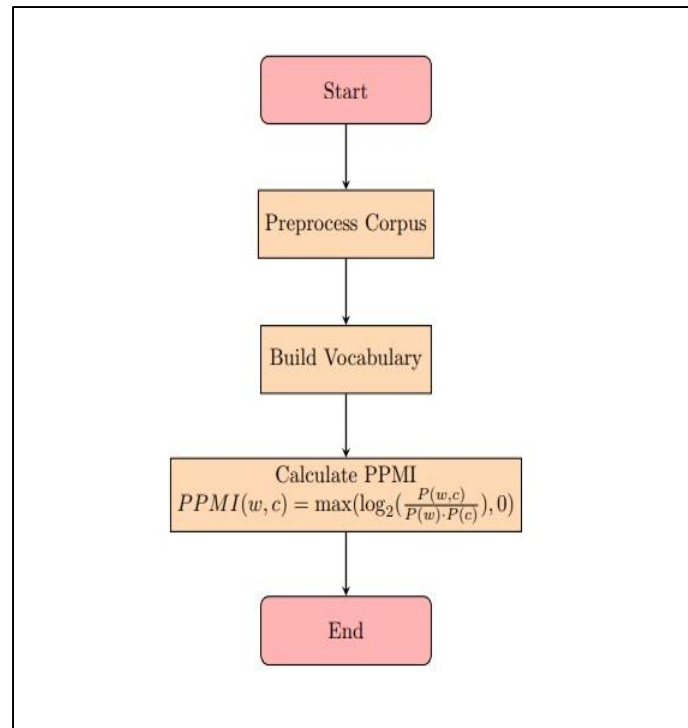 Start
Preprocess Corpus
Build Vocabulary
Calculate PPMI
PPMI(w, c) = max(log₂(P(w,c)/P(w)·P(c)), 0)
End